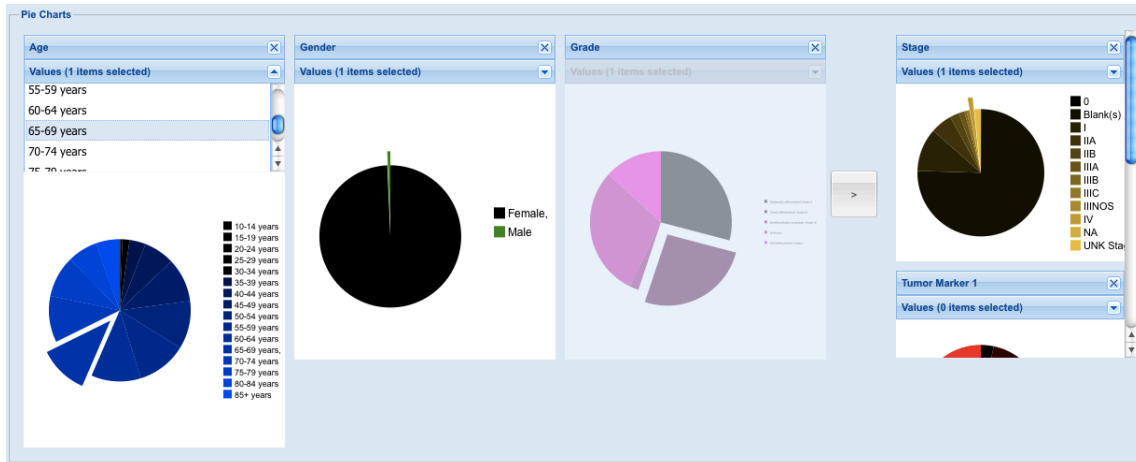 Pie Charts
Age
Values (1 items selected)
55-59 years
60-64 years
65-69 years
70-74 years
75-79 years
10-14 years
15-19 years
20-24 years
25-29 years
30-34 years
35-39 years
40-44 years
45-49 years
50-54 years
55-59 years
60-64 years
65-69 years,
70-74 years
75-79 years
80-84 years
85+ years
Gender
Values (1 items selected)
Female,
Male
Grade
Values (1 items selected)
>
Stage
Values (1 items selected)
0
Blank(s)
I
IIA
IIB
IIIA
IIIB
IIIC
IIINOS
IV
NA
UNK Sta
Tumor Marker 1
Values (0 items selected)